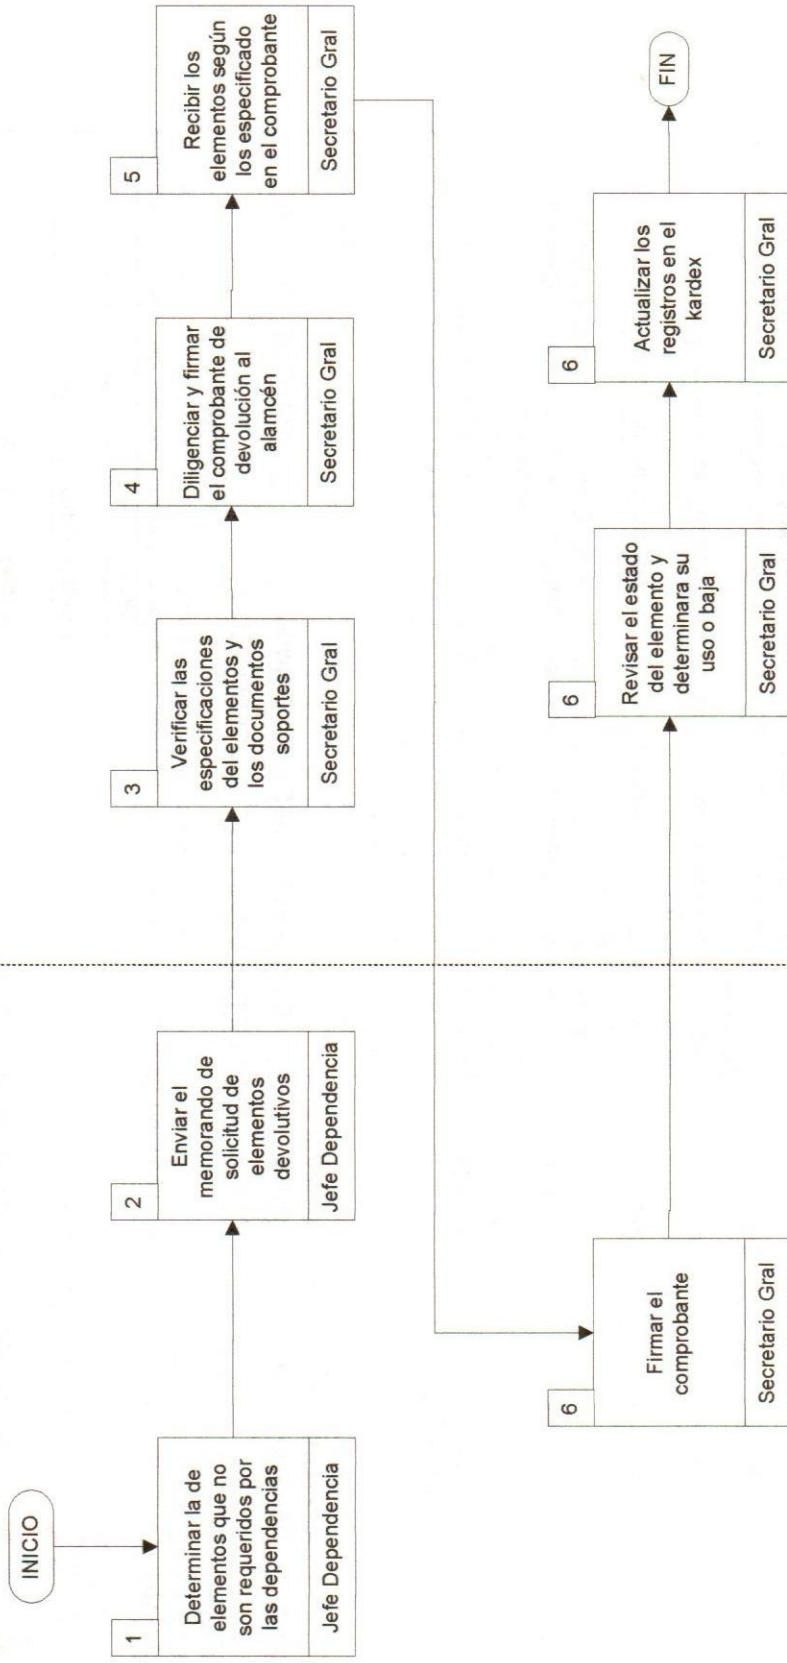 INICIO
1
Determinar la de
elementos que no
son requeridos por
las dependencias
Jefe Dependencia
2
Enviar el
memorando de
solicitud de
elementos
devolutivos
Jefe Dependencia
3
Verificar las
especificaciones
del elementos y
los documentos
soportes
Secretario Gral
4
Diligenciar y firmar
el comprobante de
devolución al
alamcén
Secretario Gral
5
Recibir los
elementos según
los especificado
en el comprobante
Secretario Gral
6
Firmar el
comprobante
Secretario Gral
6
Revisar el estado
del elemento y
determinara su
uso o baja
Secretario Gral
6
Actualizar los
registros en el
kardex
Secretario Gral
FIN